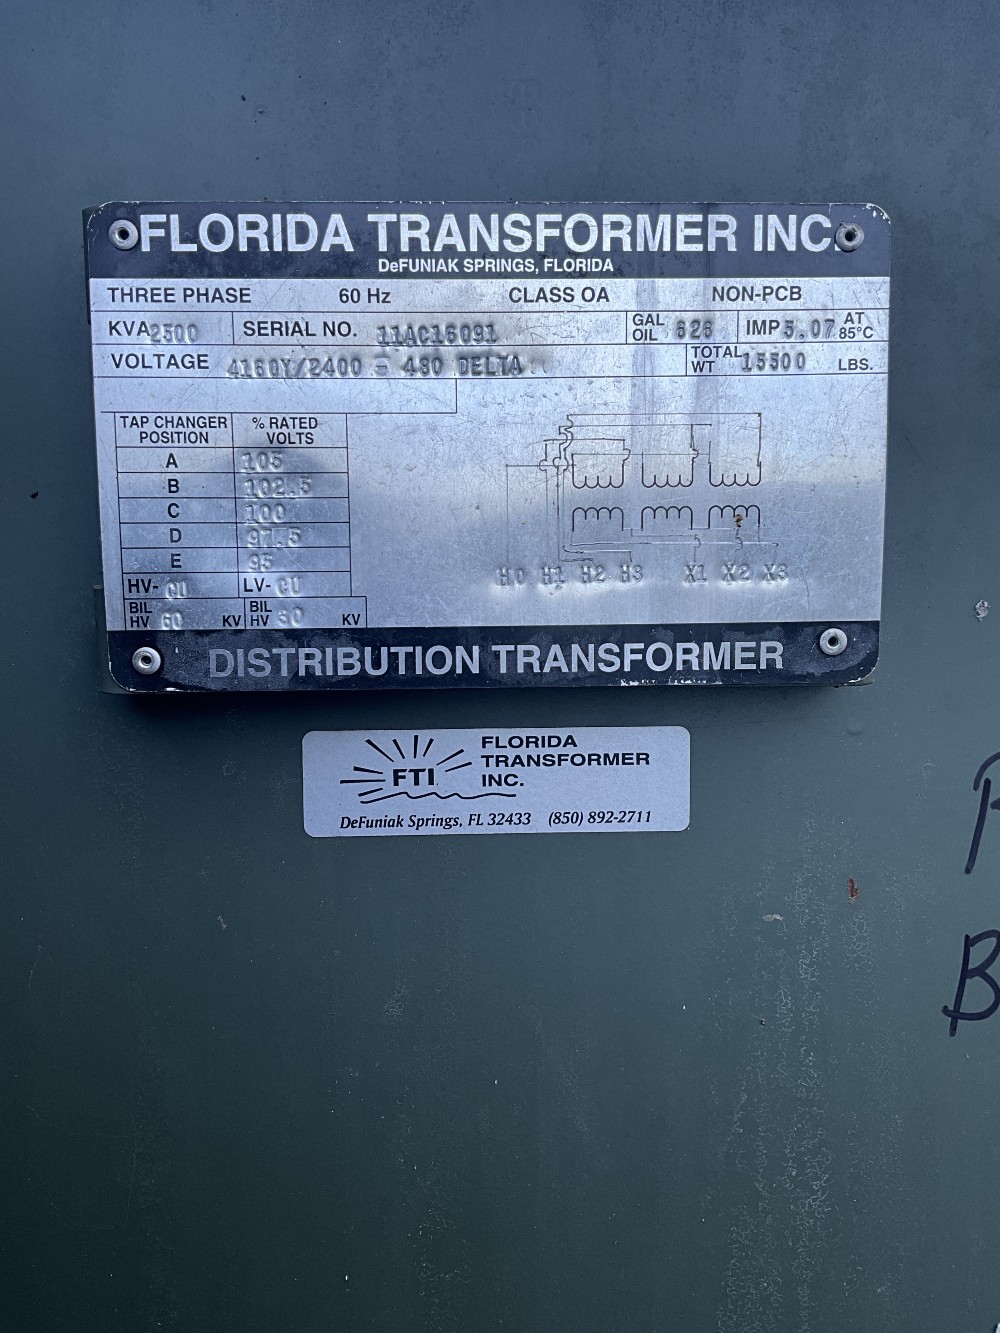 FLORIDA TRANSFORMER INC.
DeFUNIAK SPRINGS, FLORIDA
THREE PHASE 60 Hz CLASS OA NON-PCB
KVA 2500 SERIAL NO. 11AC16091 GAL OIL 626 IMP 5.07 AT 85°C
VOLTAGE 4160Y/2400 - 480 DELTA TOTAL WT 15500 LBS.
TAP CHANGER POSITION % RATED VOLTS
A 105
B 102.5
C 100
D 97.5
E 95
HV- CU LV- CU
BIL HV 60 KV BIL HV 30 KV
H0 H1 H2 H3 X1 X2 X3
DISTRIBUTION TRANSFORMER
FTI
FLORIDA
TRANSFORMER
INC.
DeFuniak Springs, FL 32433 (850) 892-2711
B